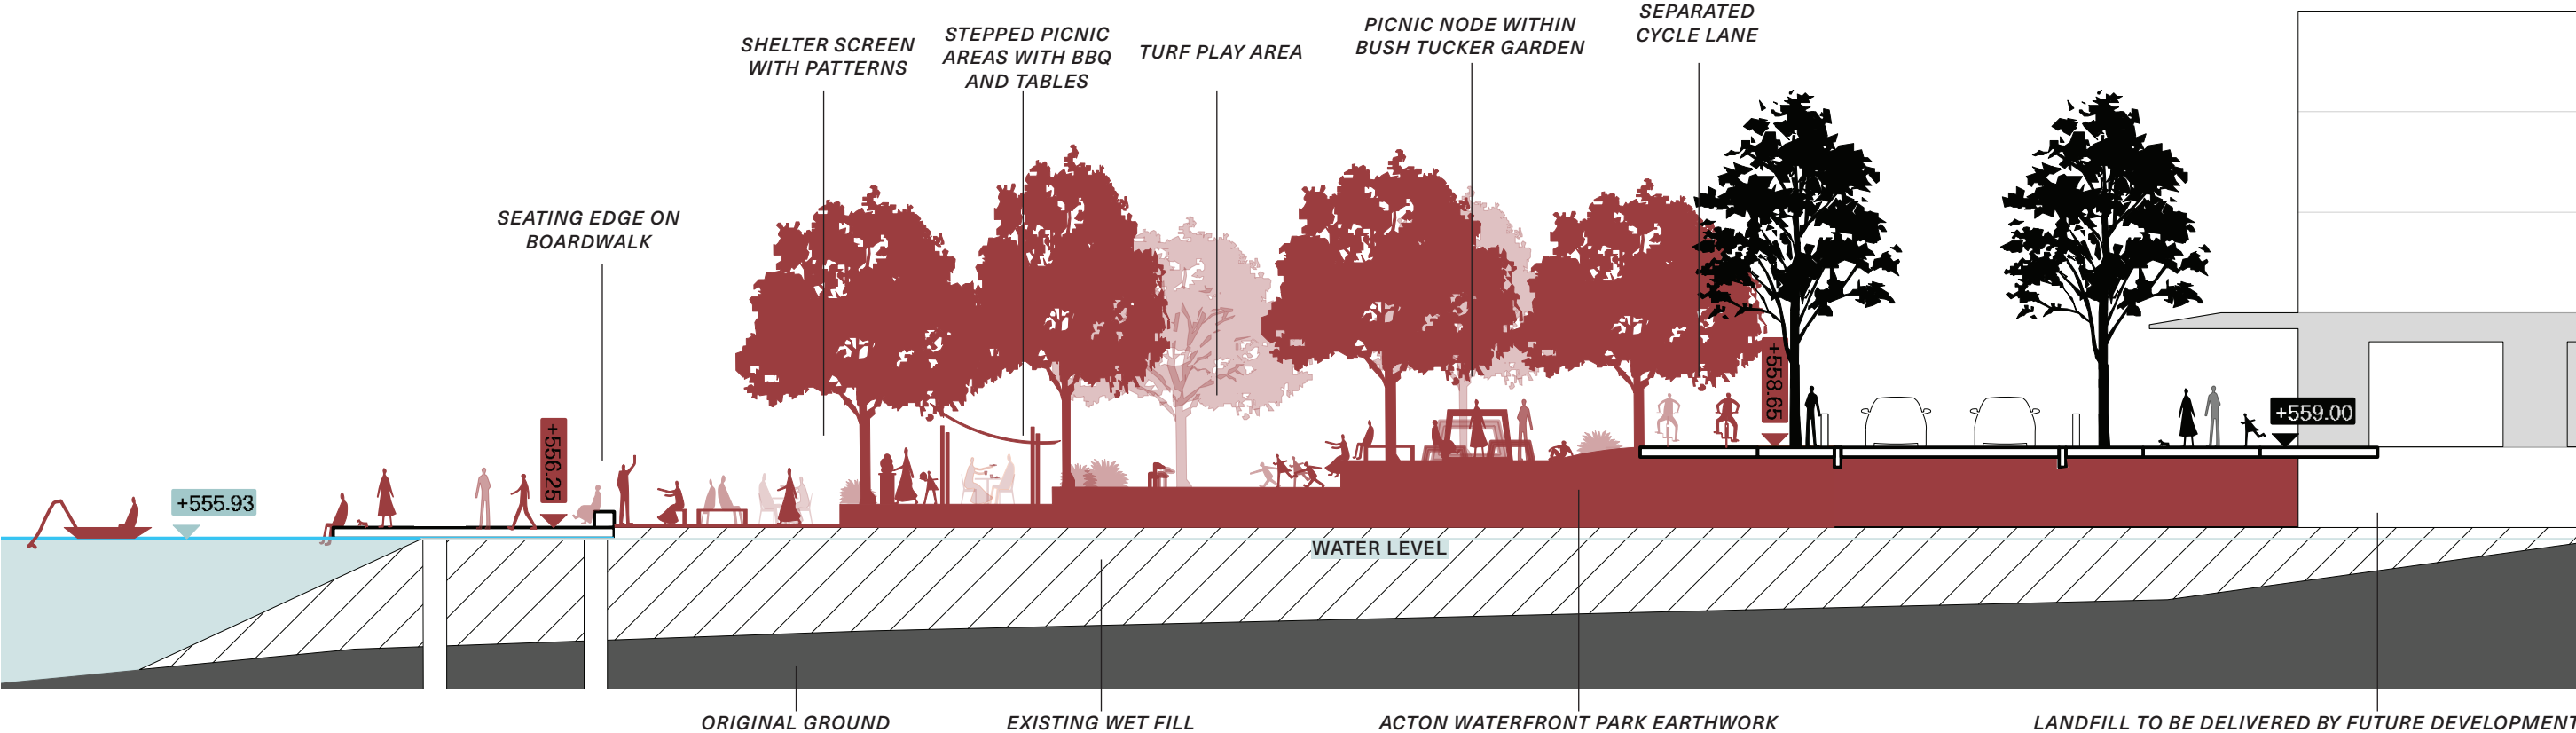 SHELTER SCREEN
WITH PATTERNS
STEPPED PICNIC
AREAS WITH BBQ
AND TABLES
TURF PLAY AREA
PICNIC NODE WITHIN
BUSH TUCKER GARDEN
SEPARATED
CYCLE LANE
SEATING EDGE ON
BOARDWALK
+558.65
+559.00
+556.25
+555.93
WATER LEVEL
ORIGINAL GROUND
EXISTING WET FILL
ACTON WATERFRONT PARK EARTHWORK
LANDFILL TO BE DELIVERED BY FUTURE DEVELOPMENT